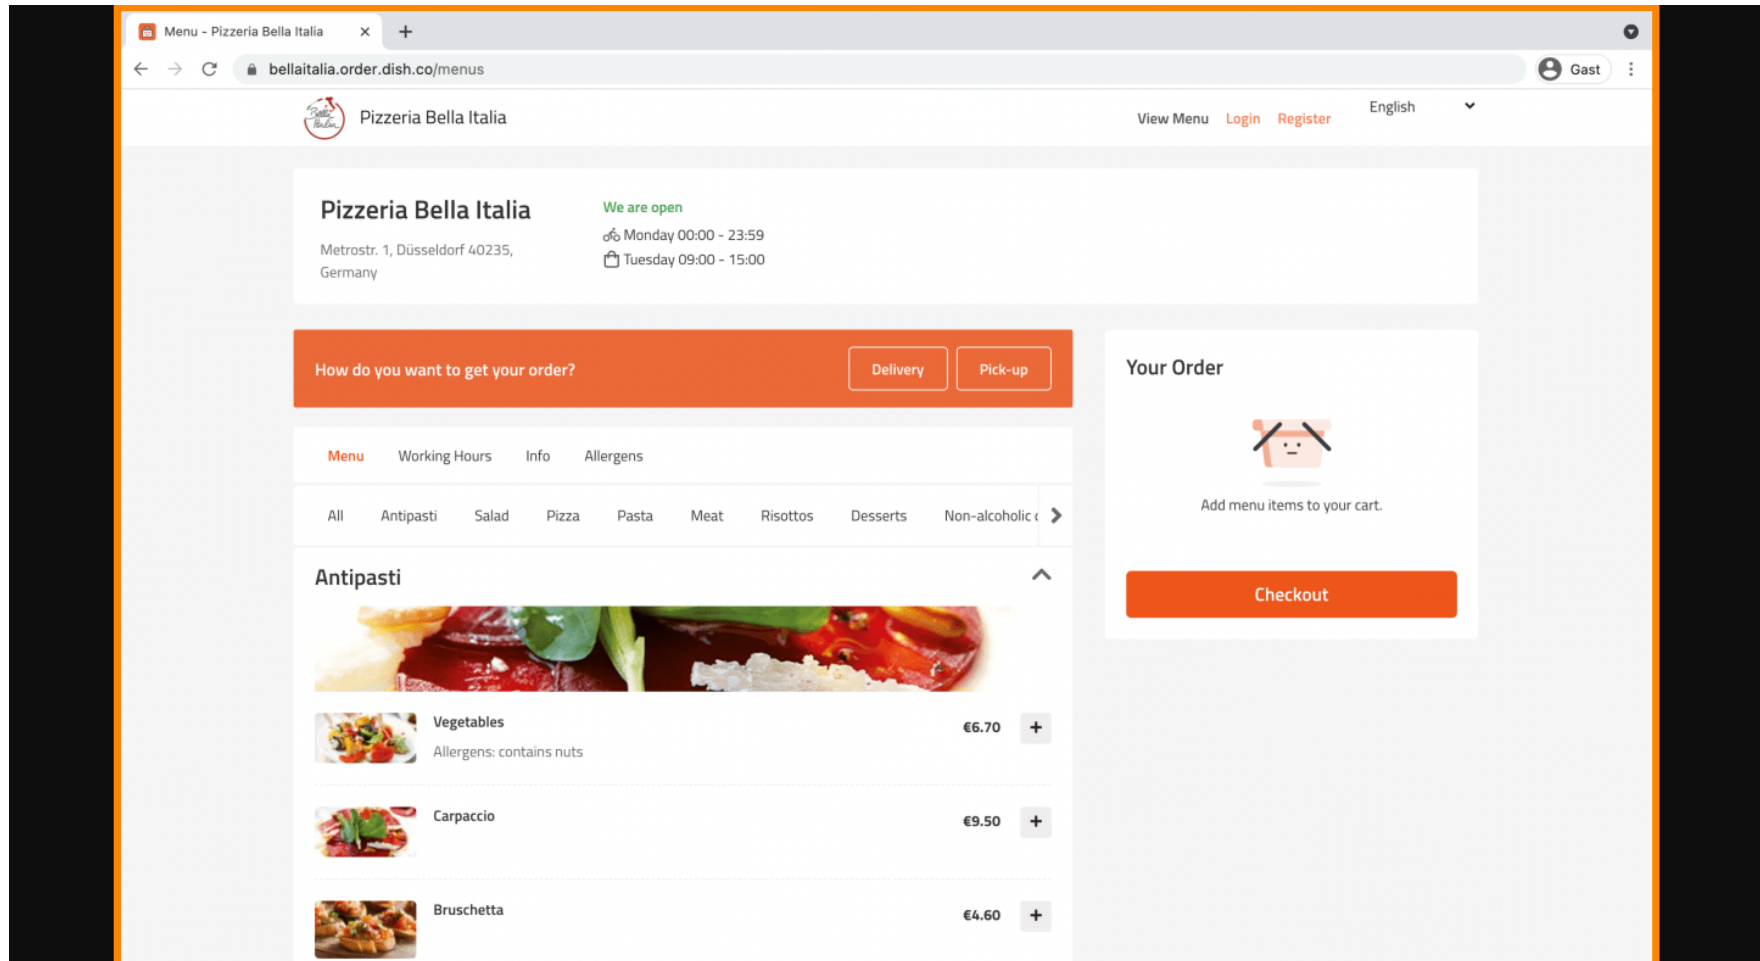 Menu - Pizzeria Bella Italia
bellaitalia.order.dish.co/menus
Gast
Bella Italia
Pizzeria Bella Italia
View Menu Login Register English
Pizzeria Bella Italia
Metrostr. 1, Düsseldorf 40235,
Germany
We are open
Monday 00:00 - 23:59
Tuesday 09:00 - 15:00
How do you want to get your order?
Delivery Pick-up
Menu Working Hours Info Allergens
All Antipasti Salad Pizza Pasta Meat Risottos Desserts Non-alcoholic
Antipasti
Vegetables €6.70 +
Allergens: contains nuts
Carpaccio €9.50 +
Bruschetta €4.60 +
Your Order
Add menu items to your cart.
Checkout